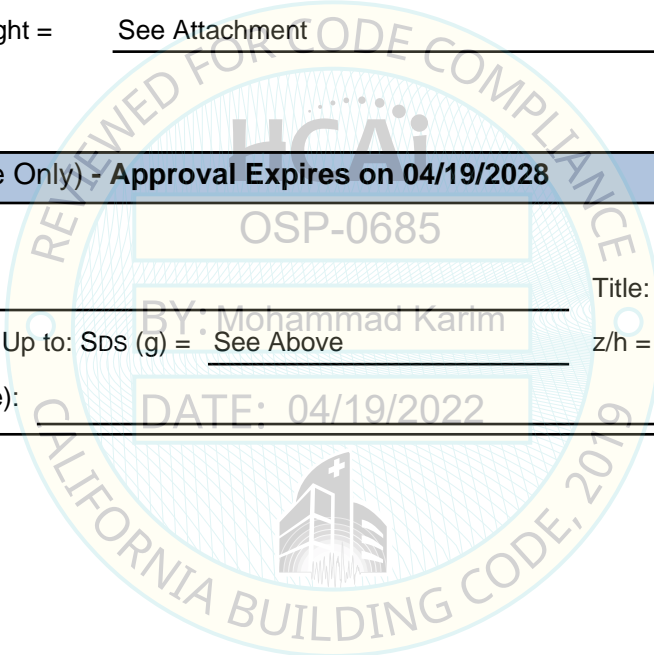 ght = See Attachment
REVIEWED FOR CODE COMPLIANCE
HCAi
e Only) - Approval Expires on 04/19/2028
OSP-0685
Title:
BY: Mohammad Karim
Up to: SDS (g) = See Above z/h =
e):
DATE: 04/19/2022
CALIFORNIA BUILDING CODE, 2019